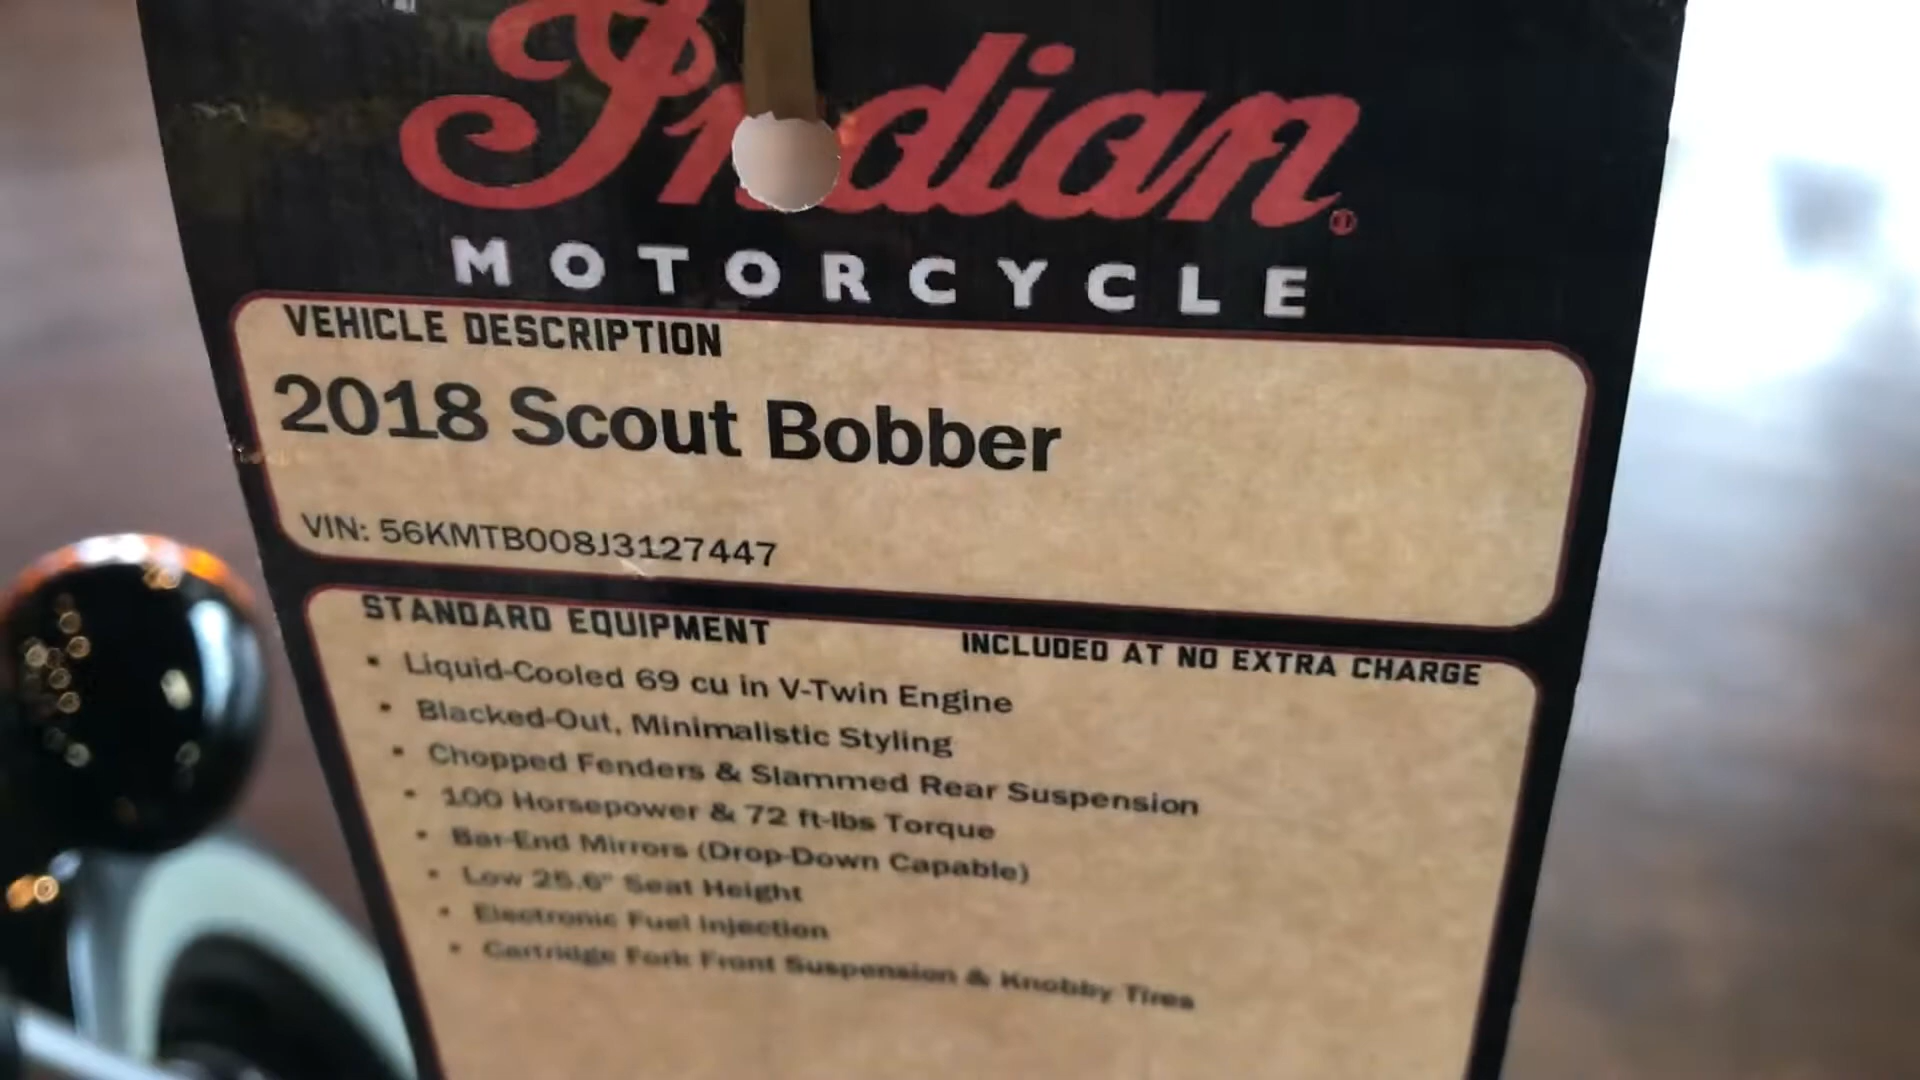 Indian®
MOTORCYCLE
VEHICLE DESCRIPTION
2018 Scout Bobber
VIN: 56KMTB008J3127447
STANDARD EQUIPMENT INCLUDED AT NO EXTRA CHARGE
• Liquid-Cooled 69 cu in V-Twin Engine
• Blacked-Out, Minimalistic Styling
• Chopped Fenders & Slammed Rear Suspension
• 100 Horsepower & 72 ft-lbs Torque
• Bar-End Mirrors (Drop-Down Capable)
• Low 25.6" Seat Height
• Electronic Fuel Injection
• Cartridge Fork Front Suspension & Knobby Tires